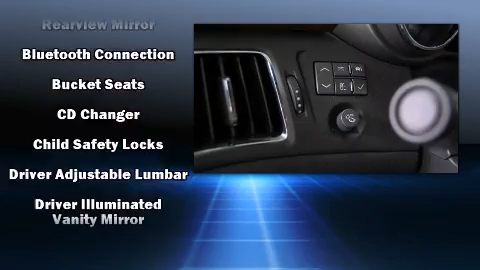 Rearview Mirror
Bluetooth Connection
Bucket Seats
CD Changer
Child Safety Locks
Driver Adjustable Lumbar
Driver Illuminated
Vanity Mirror